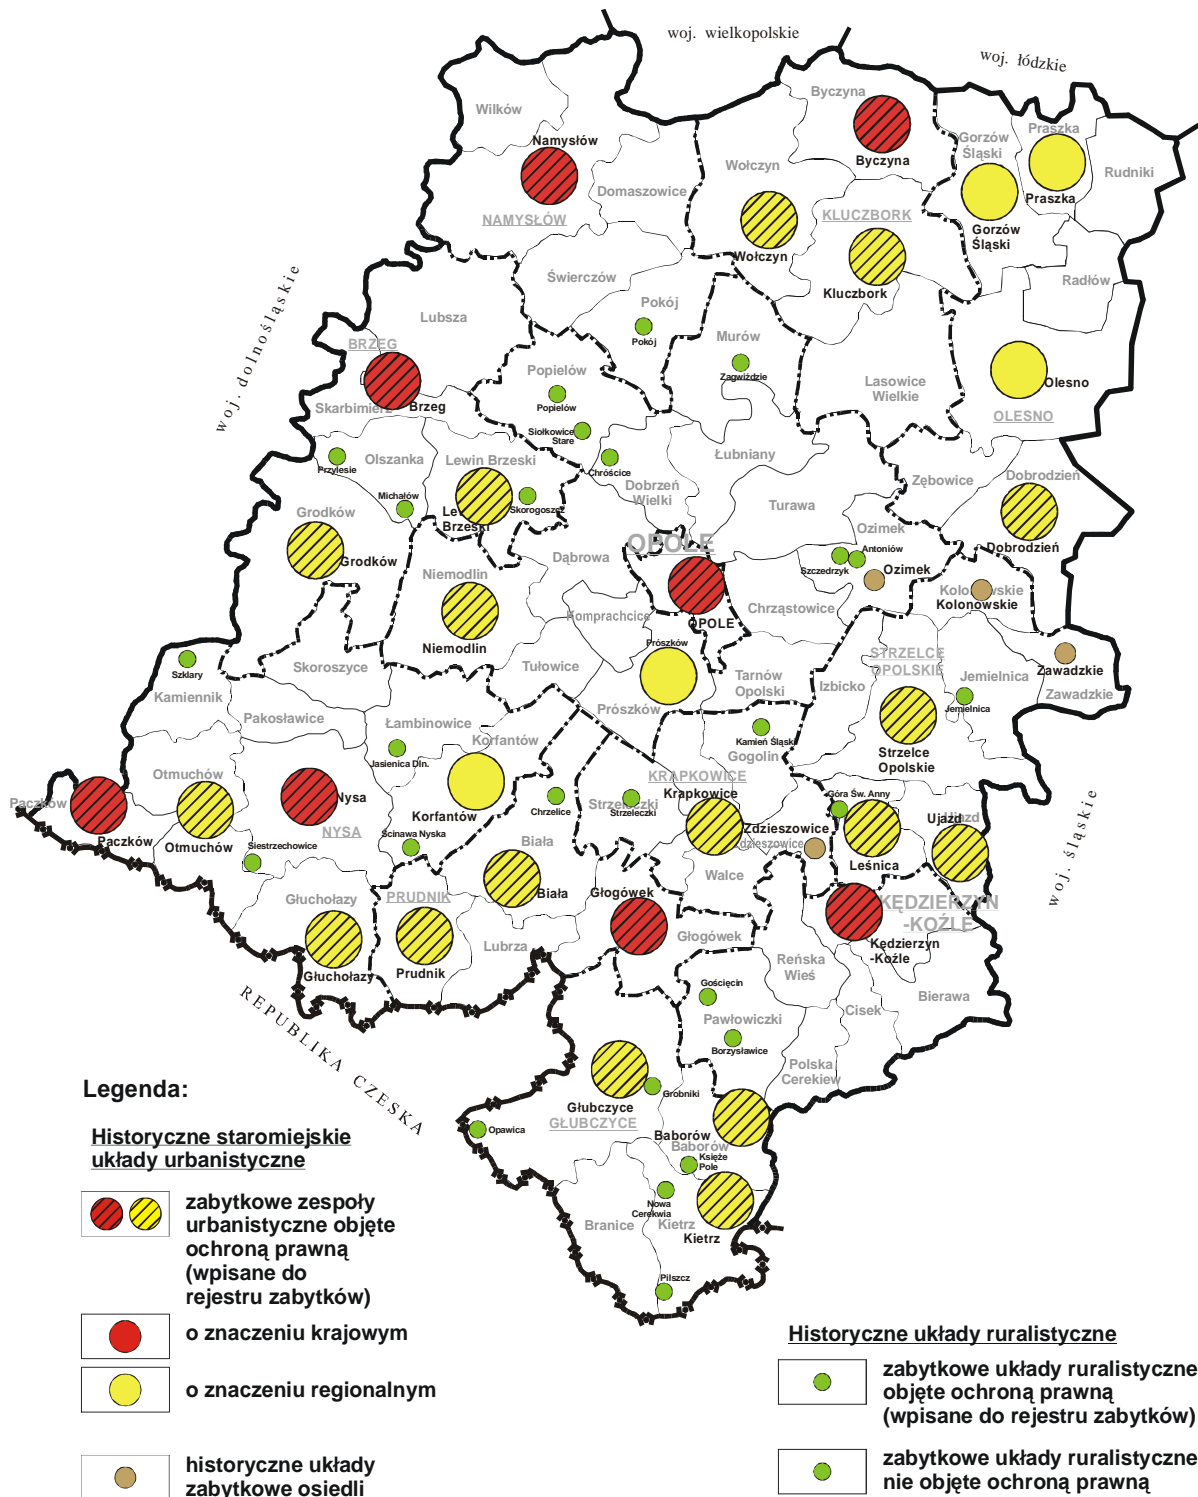 woj. wielkopolskie
woj. łódzkie
Wilków
Byczyna
Namysłów
Byczyna
Gorzów
Śląski
Praszka
Rudniki
Praszka
Domaszowice
Wołczyn
NAMYSŁÓW
KLUCZBORK
Gorzów
Śląski
Wołczyn
Kluczbork
Świerczów
Radłów
woj. dolnośląskie
Lubsza
Pokój
Pokój
Murów
Zagwiździe
BRZEG
Popielów
Popielów
Lasowice
Wielkie
Olesno
OLESNO
Skarbimierz
Brzeg
Siołkowice
Stare
Chróścice
Łubniany
Przylesie
Olszanka
Lewin Brzeski
Dobrzeń
Wielki
Zębowice
Dobrodzień
Michałów
Lewin
Brzeski
Skorogoszcz
Turawa
Grodków
Grodków
Ozimek
Dobrodzień
OPOLE
Dąbrowa
Antoniów
Szczedrzyk
Ozimek
Niemodlin
Niemodlin
Komprachcice
OPOLE
Chrząstowice
Kolonowskie
Kolonowskie
Prószków
Szklary
Skoroszyce
Tułowice
STRZELCE
OPOLSKIE
Zawadzkie
Kamiennik
Tarnów
Opolski
Izbicko
Jemielnica
Zawadzkie
Prószków
Jemielnica
Pakosławice
Łambinowice
Korfantów
Kamień Śląski
Gogolin
Strzelce
Opolskie
Jasienica Dln.
Otmuchów
KRAPKOWICE
Krapkowice
Paczków
Nysa
Korfantów
Chrzelice
Strzeleczki
Strzeleczki
Góra Św. Anny
Ujazd
Ujazd
woj. śląskie
Paczków
Otmuchów
NYSA
Ścinawa Nyska
Biała
Zdzieszowice
Zdzieszowice
Leśnica
Siestrzechowice
Walce
Głuchołazy
PRUDNIK
Biała
Głogówek
KĘDZIERZYN
-KOŹLE
Głuchołazy
Prudnik
Lubrza
Głogówek
Kędzierzyn
-Koźle
Reńska
Wieś
REPUBLIKA CZESKA
Gościęcin
Pawłowiczki
Cisek
Bierawa
Borzysławice
Polska
Cerekiew
Legenda:
Głubczyce
Grobniki
GŁUBCZYCE
Opawica
Baborów
Baborów
Księże
Pole
Nowa
Cerekwia
Branice
Kietrz
Kietrz
Pilszcz
Historyczne staromiejskie
układy urbanistyczne
zabytkowe zespoły
urbanistyczne objęte
ochroną prawną
(wpisane do
rejestru zabytków)
o znaczeniu krajowym
o znaczeniu regionalnym
historyczne układy
zabytkowe osiedli
Historyczne układy ruralistyczne
zabytkowe układy ruralistyczne
objęte ochroną prawną
(wpisane do rejestru zabytków)
zabytkowe układy ruralistyczne
nie objęte ochroną prawną